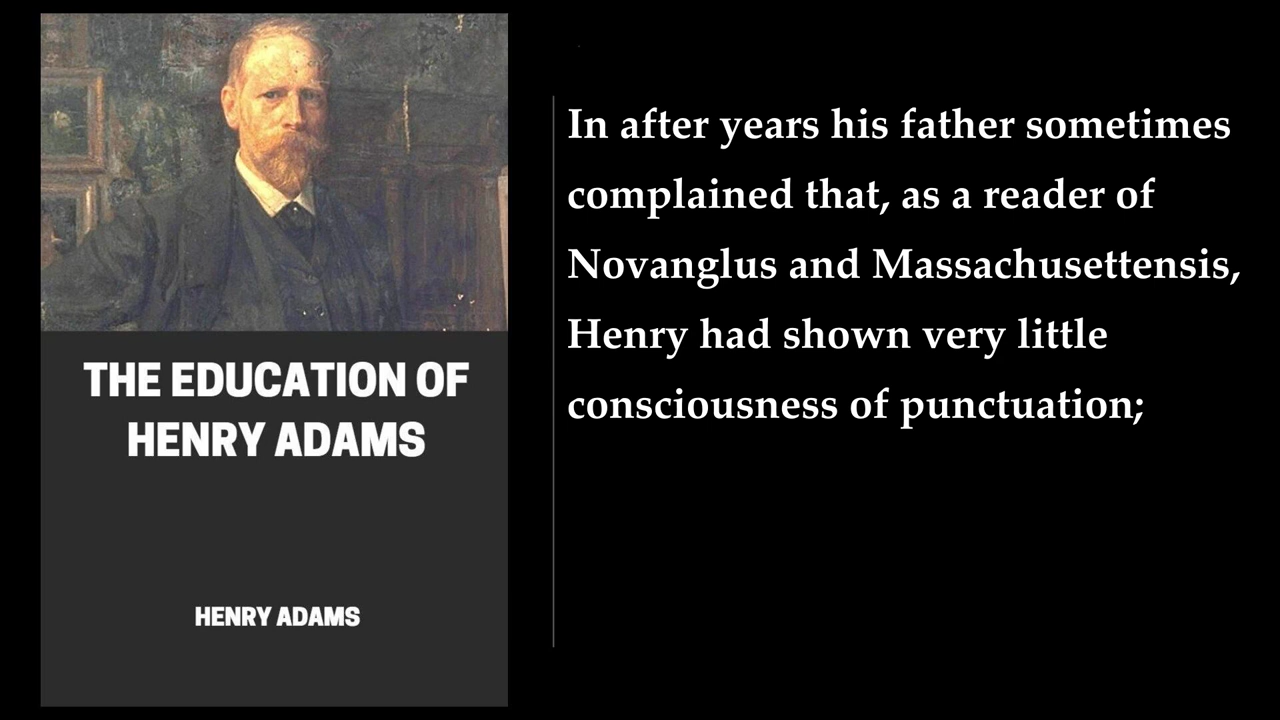 THE EDUCATION OF
HENRY ADAMS
HENRY ADAMS
In after years his father sometimes
complained that, as a reader of
Novanglus and Massachusettensis,
Henry had shown very little
consciousness of punctuation;